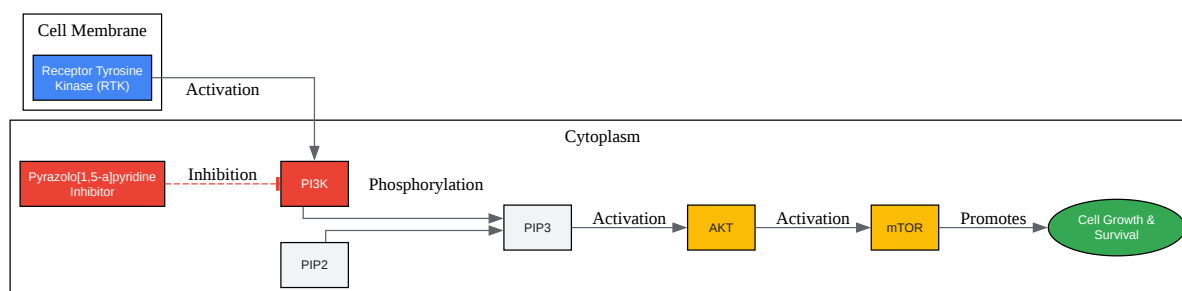 Cell Membrane
Receptor Tyrosine
Kinase (RTK)
Activation
Cytoplasm
Pyrazolo[1,5-a]pyridine
Inhibitor
Inhibition
PI3K
Phosphorylation
PIP2
PIP3
Activation
AKT
Activation
mTOR
Promotes
Cell Growth &
Survival